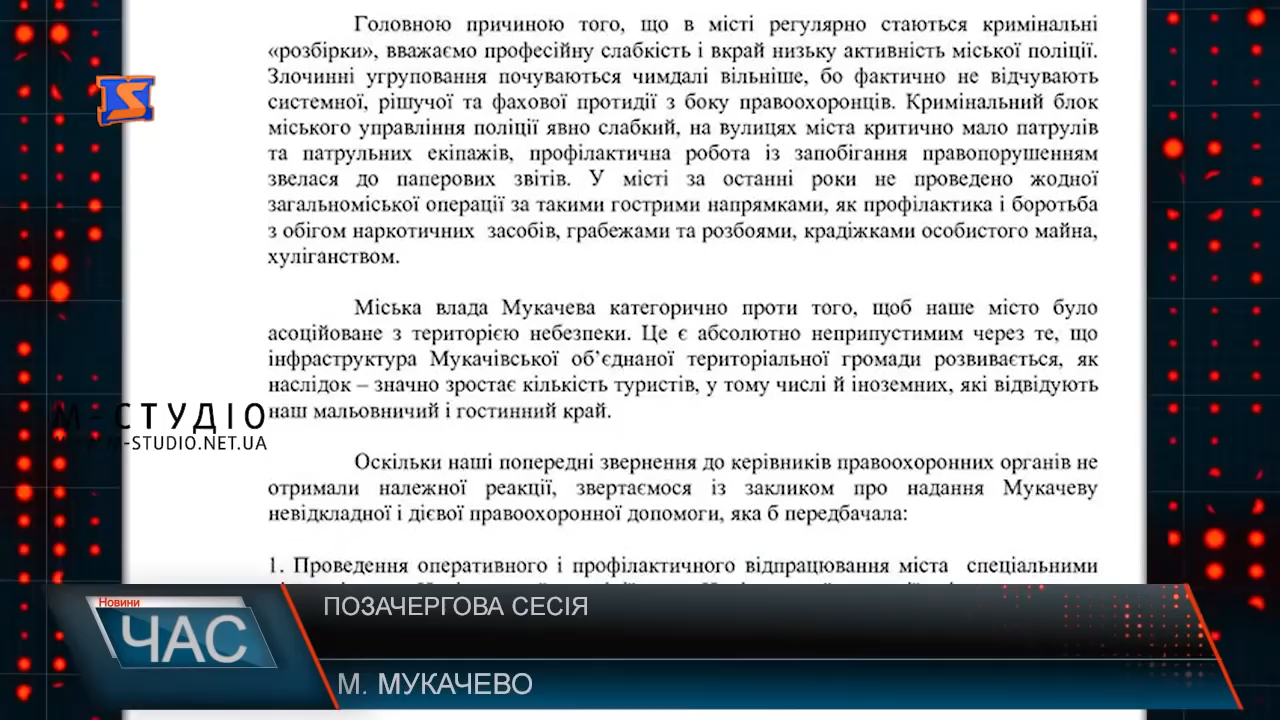 Головною причиною того, що в місті регулярно стаються кримінальні
«розбірки», вважаємо професійну слабкість і вкрай низьку активність міської поліції.
Злочинні угруповання почуваються чимдалі вільніше, бо фактично не відчувають
системної, рішучої та фахової протидії з боку правоохоронців. Кримінальний блок
міського управління поліції явно слабкий, на вулицях міста критично мало патрулів
та патрульних екіпажів, профілактична робота із запобігання правопорушенням
звелася до паперових звітів. У місті за останні роки не проведено жодної
загальноміської операції за такими гострими напрямками, як профілактика і боротьба
з обігом наркотичних засобів, грабежами та розбоями, крадіжками особистого майна,
хуліганством.
Міська влада Мукачева категорично проти того, щоб наше місто було
асоційоване з територією небезпеки. Це є абсолютно неприпустимим через те, що
інфраструктура Мукачівської об’єднаної територіальної громади розвивається, як
наслідок – значно зростає кількість туристів, у тому числі й іноземних, які відвідують
наш мальовничий і гостинний край.
М-СТУДІО
M-STUDIO.NET.UA
Оскільки наші попередні звернення до керівників правоохоронних органів не
отримали належної реакції, звертаємося із закликом про надання Мукачеву
невідкладної і дієвої правоохоронної допомоги, яка б передбачала:
1. Проведення оперативного і профілактичного відпрацювання міста спеціальними
Новини
ЧАС
ПОЗАЧЕРГОВА СЕСІЯ
М. МУКАЧЕВО